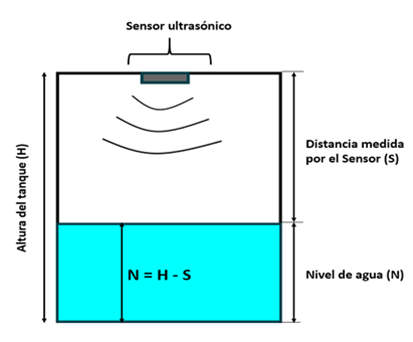 Sensor ultrasónico
Altura del tanque (H)
Distancia medida
por el Sensor (S)
N = H - S
Nivel de agua (N)